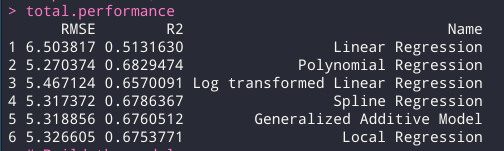 > total.performance
RMSE R2 Name
1 6.503817 0.5131630 Linear Regression
2 5.270374 0.6829474 Polynomial Regression
3 5.467124 0.6570091 Log transformed Linear Regression
4 5.317372 0.6786367 Spline Regression
5 5.318856 0.6760512 Generalized Additive Model
6 5.326605 0.6753771 Local Regression